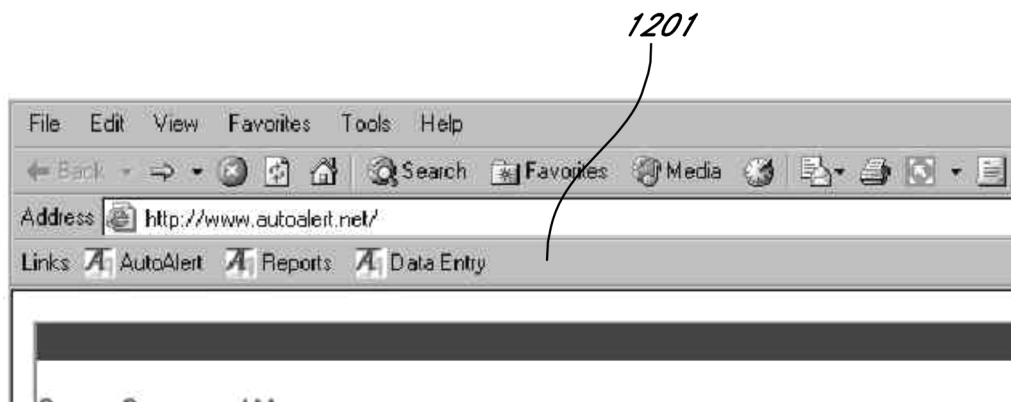 1201
File Edit View Favorites Tools Help
Back Search Favorites Media
Address http://www.autoalert.net/
Links AutoAlert Reports Data Entry